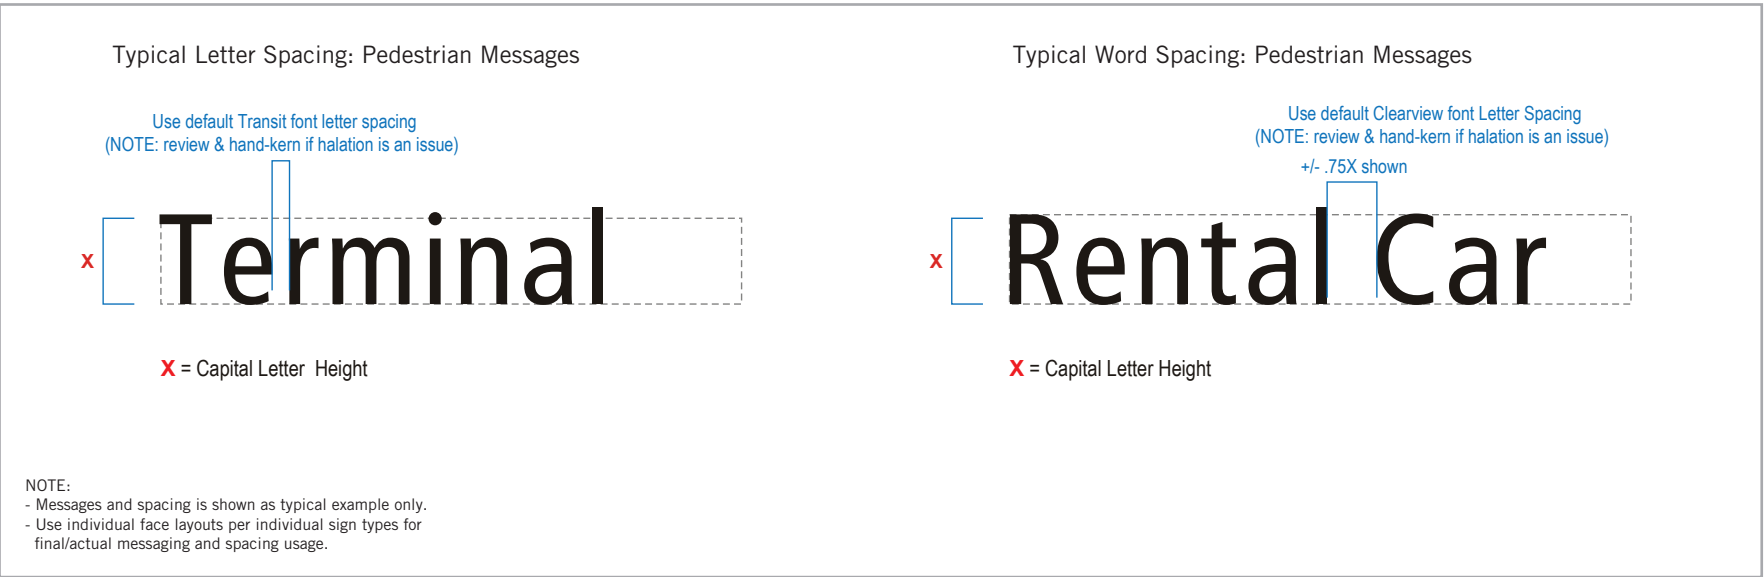 Typical Letter Spacing: Pedestrian Messages
Use default Transit font letter spacing
(NOTE: review & hand-kern if halation is an issue)
X
Terminal
X = Capital Letter Height
Typical Word Spacing: Pedestrian Messages
Use default Clearview font Letter Spacing
(NOTE: review & hand-kern if halation is an issue)
+/- .75X shown
X
Rental Car
X = Capital Letter Height
NOTE:
- Messages and spacing is shown as typical example only.
- Use individual face layouts per individual sign types for
final/actual messaging and spacing usage.